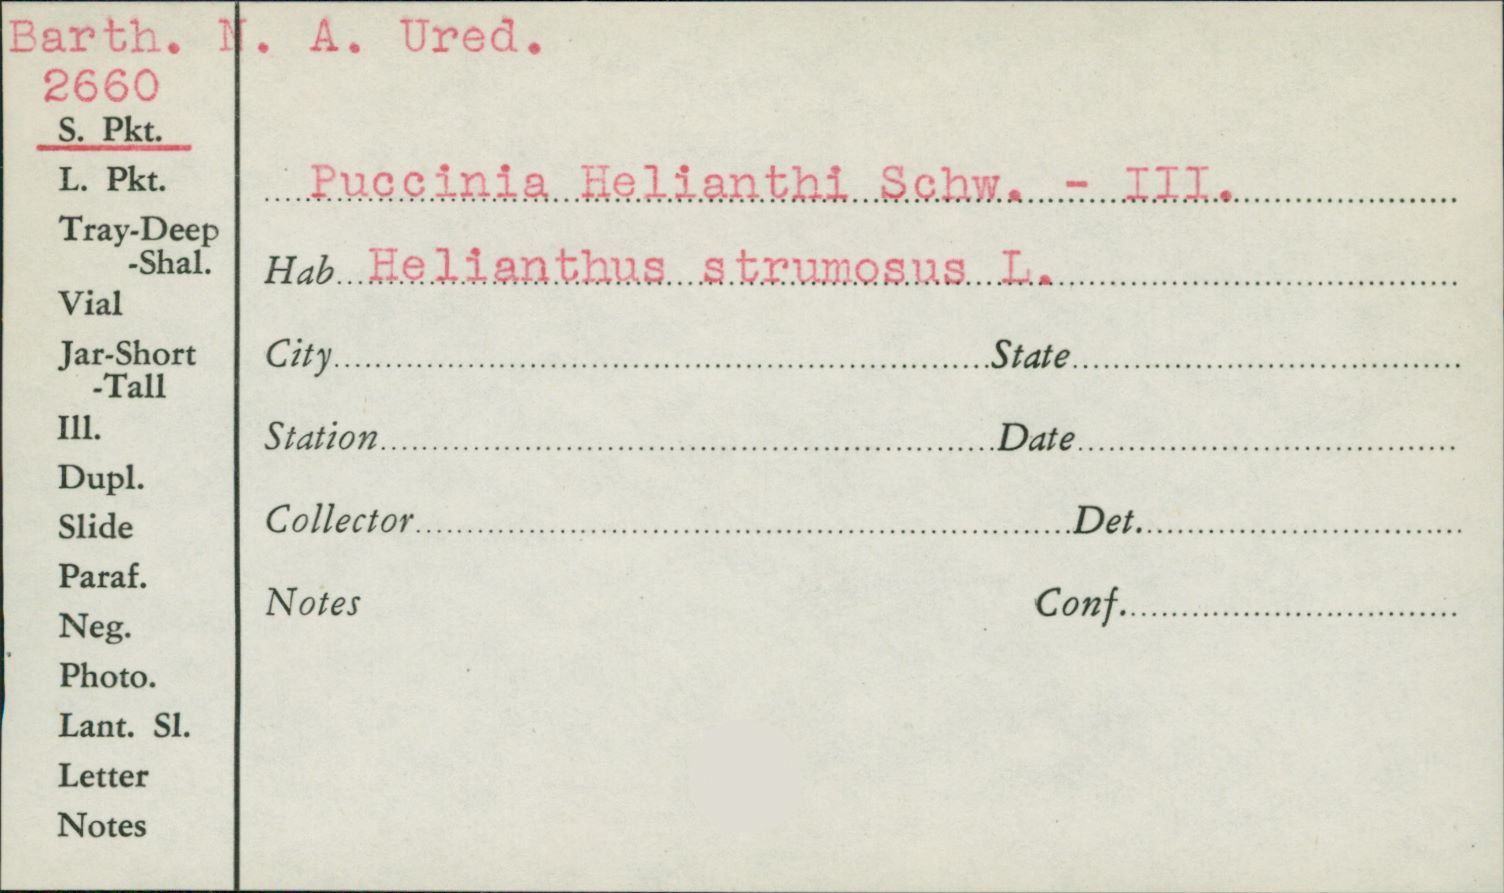 Barth. N. A. Ured.
2660
S. Pkt.
L. Pkt.
Tray-Deep
-Shal.
Vial
Jar-Short
-Tall
Ill.
Dupl.
Slide
Paraf.
Neg.
Photo.
Lant. Sl.
Letter
Notes
Puccinia Helianthi Schw. - III.
Hab Helianthus strumosus L.
City State
Station Date
Collector Det.
Notes Conf.